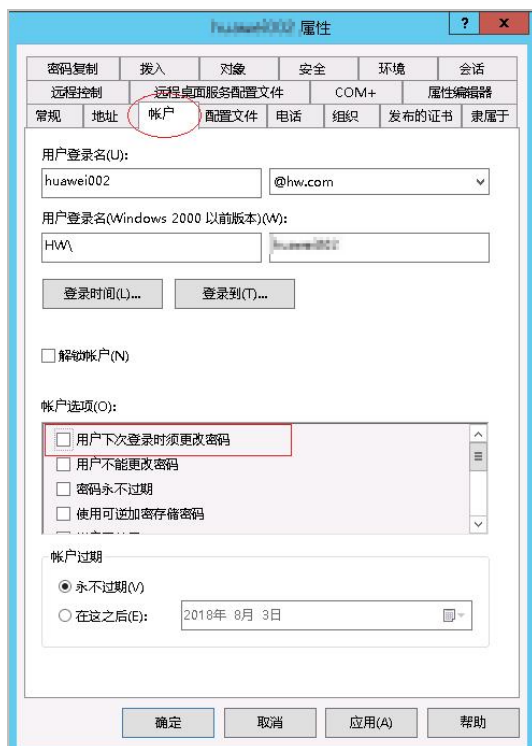 属性
?
x
密码复制 拨入 对象 安全 环境 会话
远程控制 远程桌面服务配置文件 COM+ 属性编辑器
常规 地址 帐户 配置文件 电话 组织 发布的证书 隶属于
用户登录名(U):
huawei002 @hw.com
用户登录名(Windows 2000 以前版本)(W):
HW\
登录时间(L)... 登录到(T)...
解锁帐户(N)
帐户选项(O):
用户下次登录时须更改密码
用户不能更改密码
密码永不过期
使用可逆加密存储密码
帐户过期
永不过期(V)
在这之后(E): 2018年 8月 3日
确定 取消 应用(A) 帮助